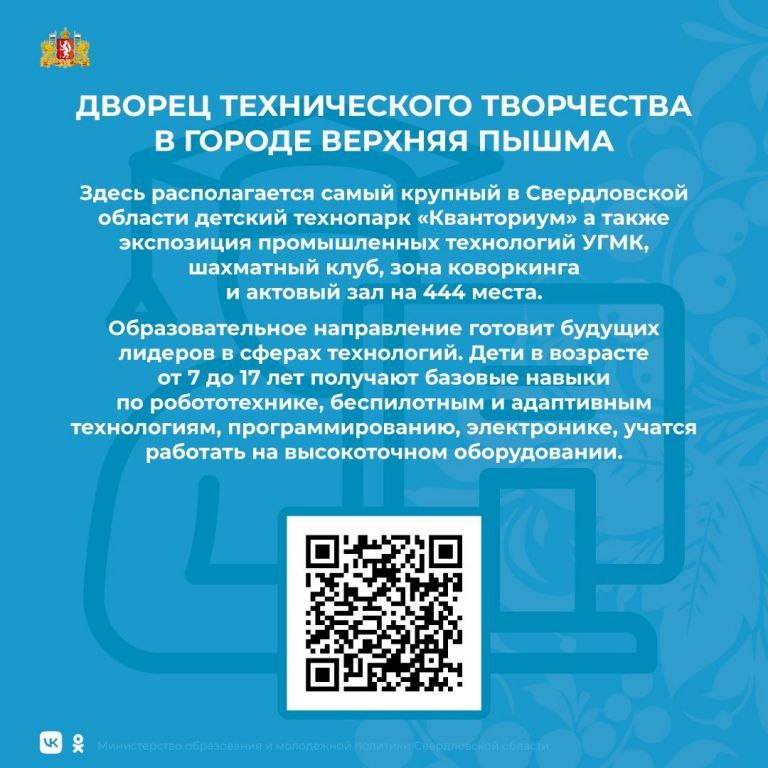 ДВОРЕЦ ТЕХНИЧЕСКОГО ТВОРЧЕСТВА
В ГОРОДЕ ВЕРХНЯЯ ПЫШМА
Здесь располагается самый крупный в Свердловской
области детский технопарк «Кванториум» а также
экспозиция промышленных технологий УГМК,
шахматный клуб, зона коворкинга
и актовый зал на 444 места.
Образовательное направление готовит будущих
лидеров в сферах технологий. Дети в возрасте
от 7 до 17 лет получают базовые навыки
по робототехнике, беспилотным и адаптивным
технологиям, программированию, электронике, учатся
работать на высокоточном оборудовании.
Министерство образования и молодежной политики Свердловской области